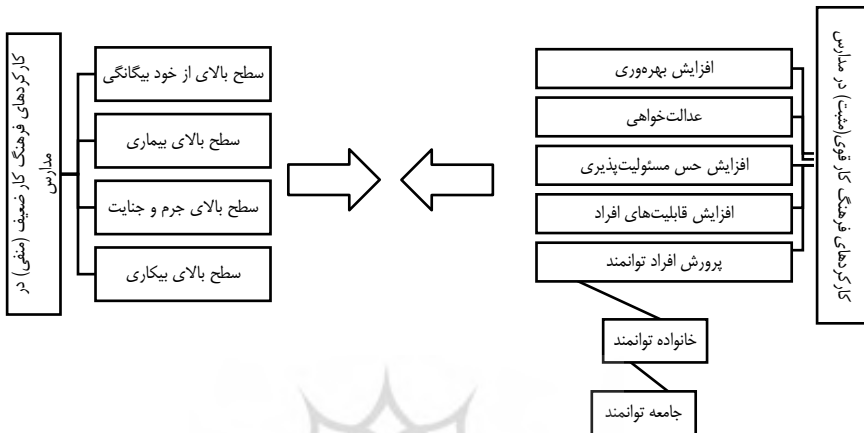 کارکردهای فرهنگ کار قوی(مثبت) در مدارس
افزایش بهره‌وری
عدالت‌خواهی
افزایش حس مسئولیت‌پذیری
افزایش قابلیت‌های افراد
پرورش افراد توانمند
خانواده توانمند
جامعه توانمند
کارکردهای فرهنگ کار ضعیف (منفی) در
مدارس
سطح بالای از خود بیگانگی
سطح بالای بیماری
سطح بالای جرم و جنایت
سطح بالای بیکاری